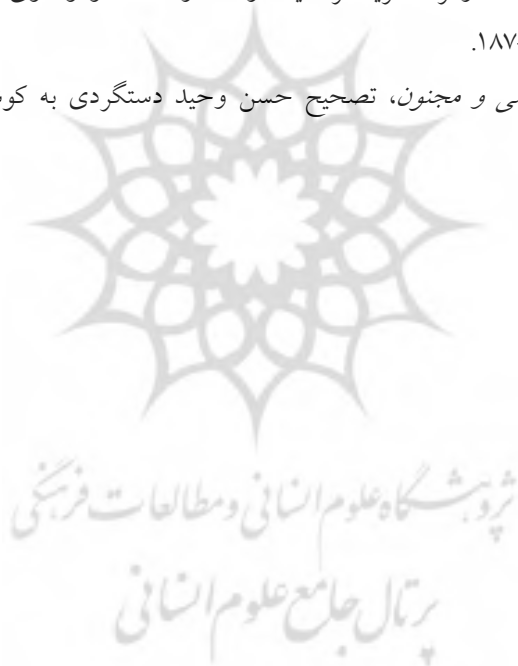 .۱۸۷
ی و مجنون، تصحیح حسن وحید دستگردی به کو
پژوهشگاه علوم انسانی و مطالعات فرهنگی
پرتال جامع علوم انسانی